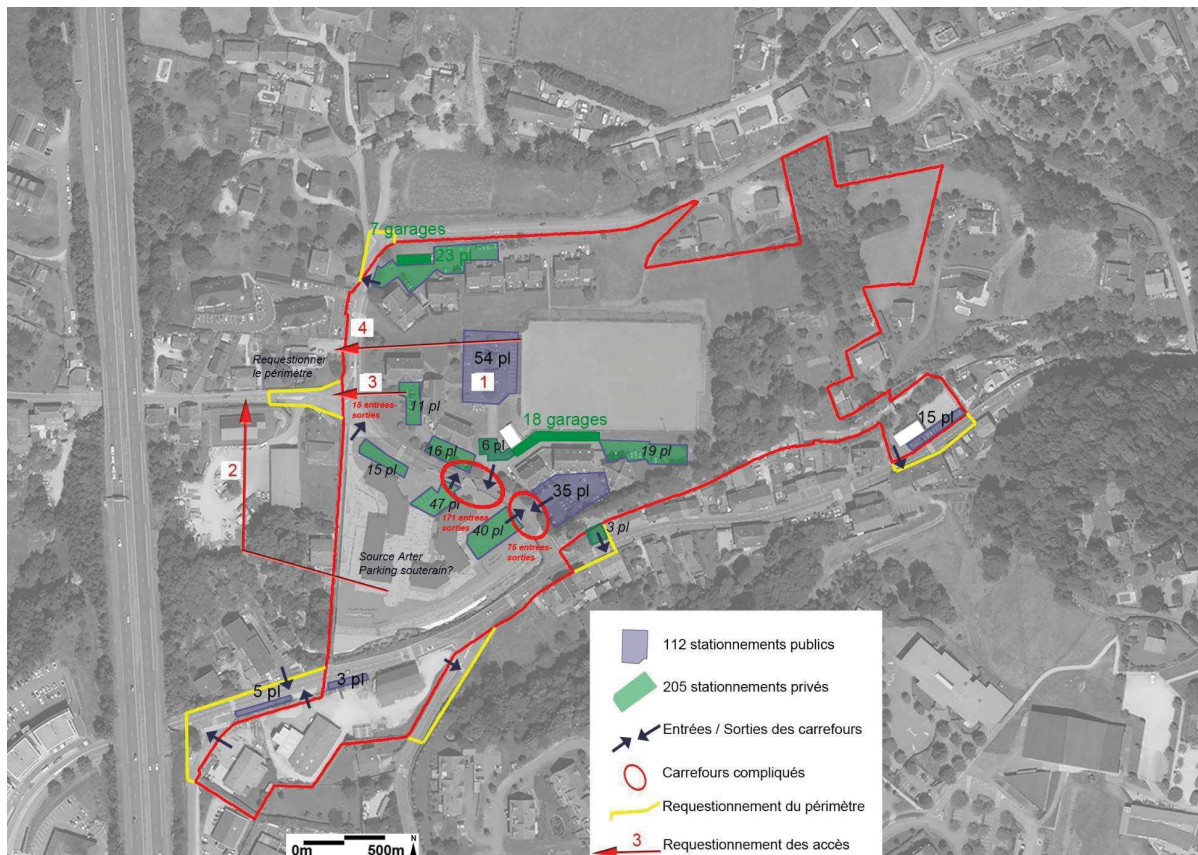 7 garages
23 pl
4
Requestionner
le périmètre
54 pl
1
3
15 entrées-
sorties
11 pl
18 garages
15 pl
6 pl
16 pl
19 pl
15 pl
2
47 pl
35 pl
171 entrées
sorties
40 pl
75 entrées-
sorties
3 pl
Source Arter
Parking souterain?
5 pl
3 pl
112 stationnements publics
205 stationnements privés
Entrées / Sorties des carrefours
Carrefours compliqués
Requestionnement du périmètre
3
Requestionnement des accès
0m
500m
N